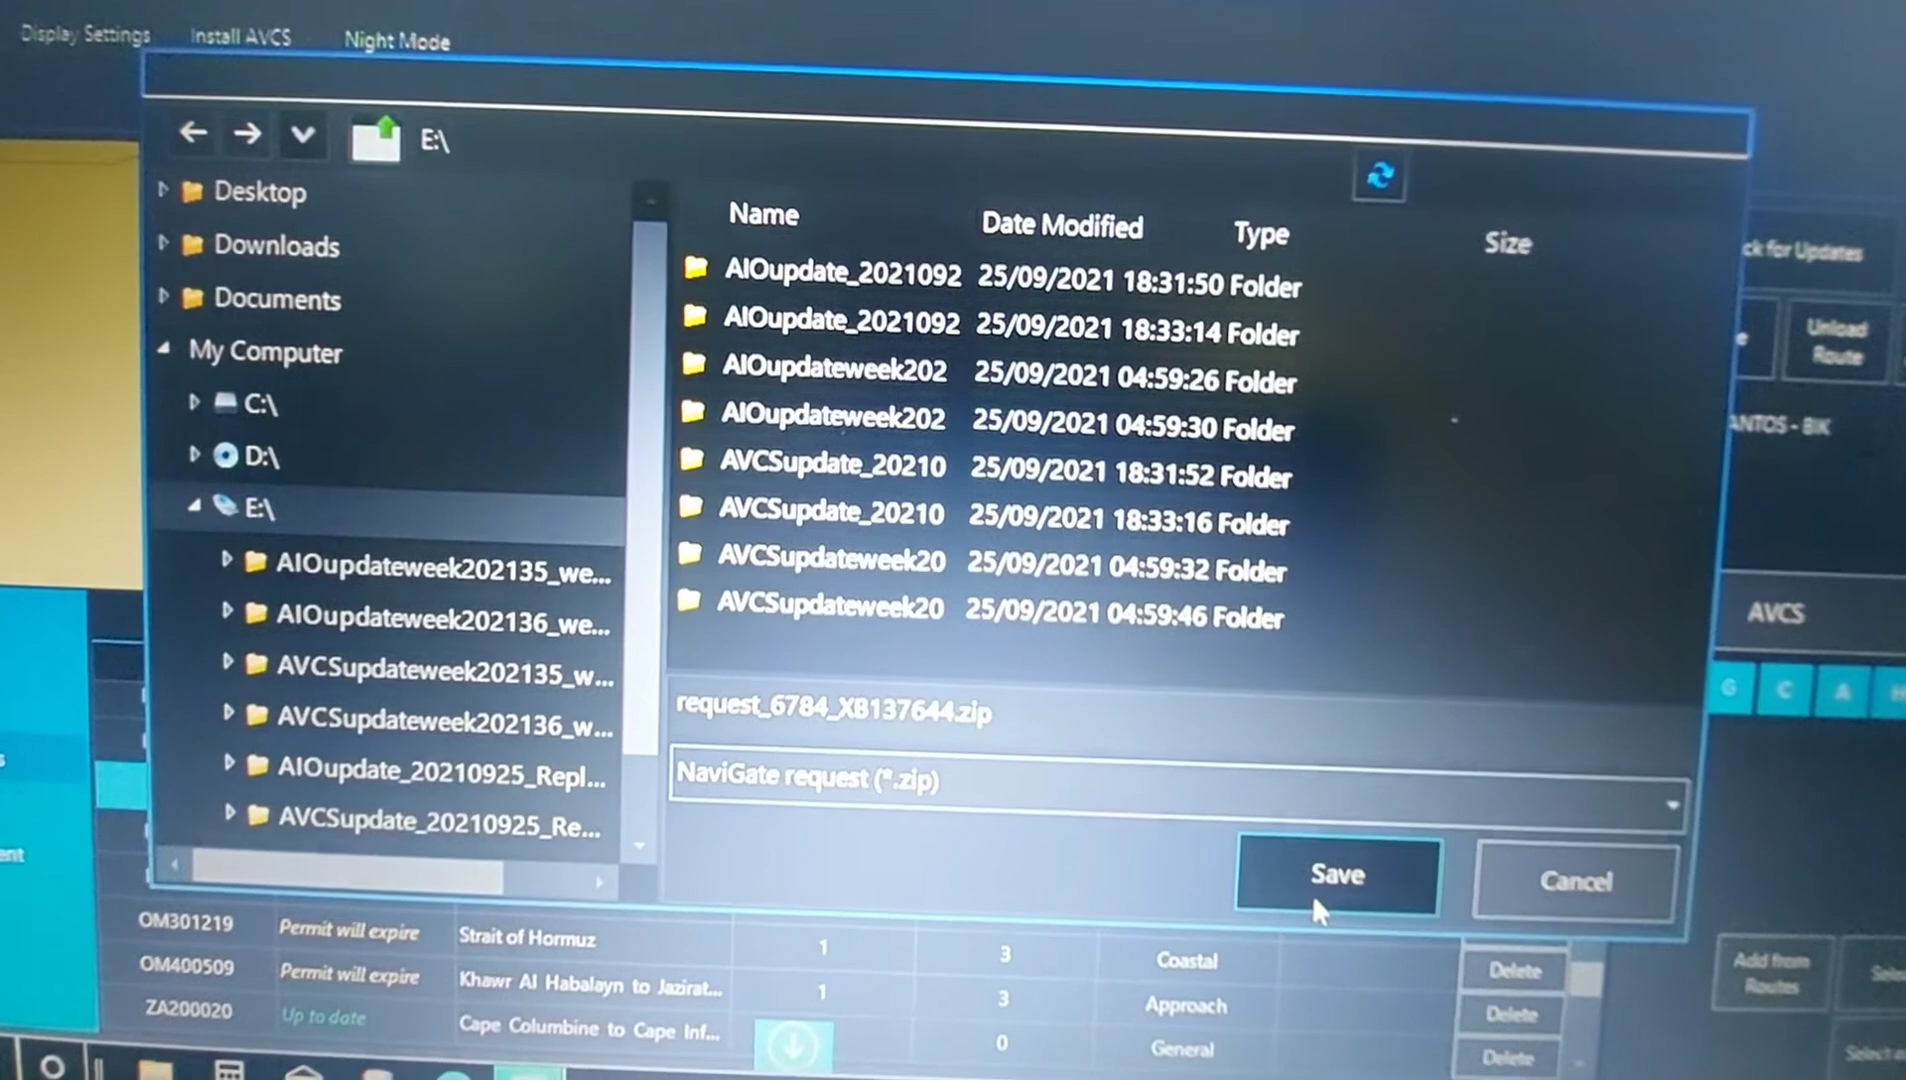 Display Settings Install AVCS Night Mode
E:\
Desktop
Downloads
Documents
My Computer
C:\
D:\
E:\
AIOupdateweek202135_we...
AIOupdateweek202136_we...
AVCSupdateweek202135_w...
AVCSupdateweek202136_w...
AIOupdate_20210925_Repl...
AVCSupdate_20210925_Re...
Name Date Modified Type Size
AIOupdate_2021092 25/09/2021 18:31:50 Folder
AIOupdate_2021092 25/09/2021 18:33:14 Folder
AIOupdateweek202 25/09/2021 04:59:26 Folder
AIOupdateweek202 25/09/2021 04:59:30 Folder
AVCSupdate_20210 25/09/2021 18:31:52 Folder
AVCSupdate_20210 25/09/2021 18:33:16 Folder
AVCSupdateweek20 25/09/2021 04:59:32 Folder
AVCSupdateweek20 25/09/2021 04:59:46 Folder
request_6784_XB137644.zip
NaviGate request (*.zip)
Save Cancel
ck for Updates
Unload
Route
ANTOS - BIK
AVCS
G C A
Add from
Routes
OM301219 Permit will expire Strait of Hormuz 1 3 Coastal Delete
OM400509 Permit will expire Khawr Al Habalayn to Jazirat... 1 3 Approach Delete
ZA200020 Up to date Cape Columbine to Cape Inf... 0 General Delete